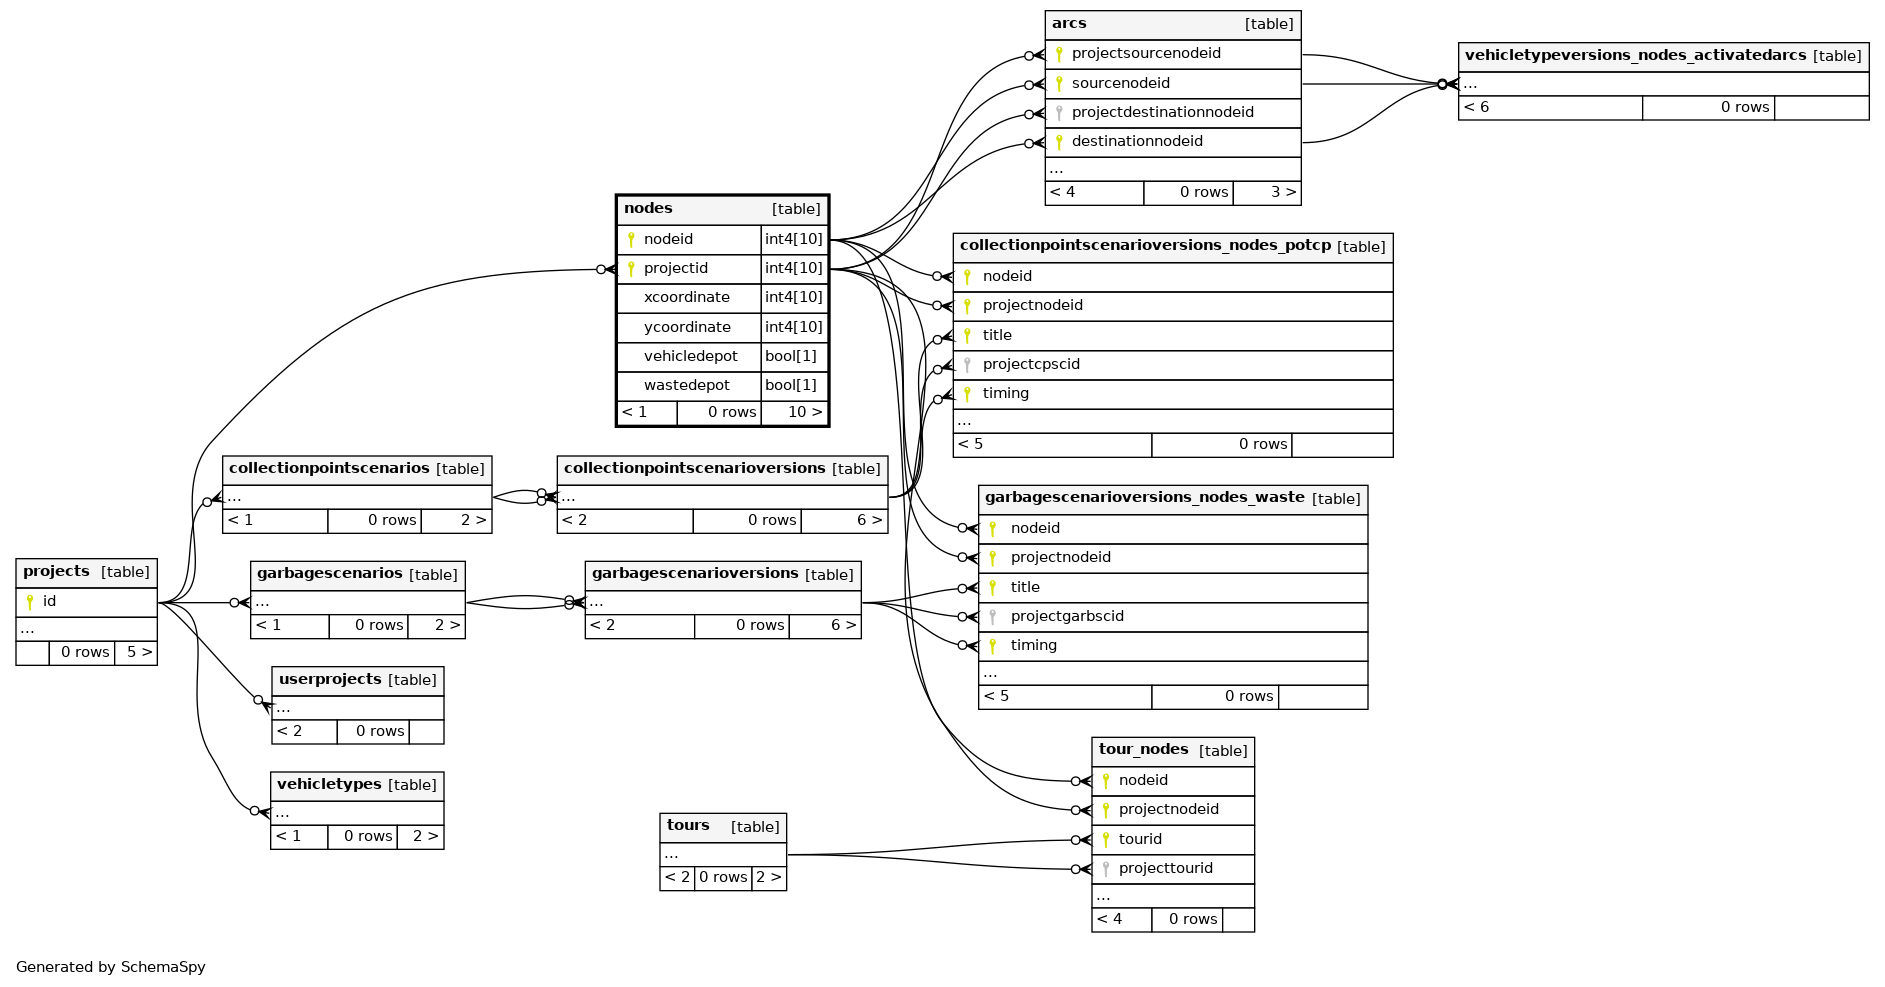 arcs [table]
projectsourcenodeid
sourcenodeid
projectdestinationnodeid
destinationnodeid
...
< 4 0 rows 3 >
vehicletypeversions_nodes_activatedarcs [table]
...
< 6 0 rows
nodes [table]
nodeid int4[10]
projectid int4[10]
xcoordinate int4[10]
ycoordinate int4[10]
vehicledepot bool[1]
wastedepot bool[1]
< 1 0 rows 10 >
collectionpointscenarioversions_nodes_potcp [table]
nodeid
projectnodeid
title
projectcpscid
timing
...
< 5 0 rows
collectionpointscenarios [table]
...
< 1 0 rows 2 >
collectionpointscenarioversions [table]
...
< 2 0 rows 6 >
garbagescenarioversions_nodes_waste [table]
nodeid
projectnodeid
title
projectgarbscid
timing
...
< 5 0 rows
projects [table]
id
...
0 rows 5 >
garbagescenarios [table]
...
< 1 0 rows 2 >
garbagescenarioversions [table]
...
< 2 0 rows 6 >
userprojects [table]
...
< 2 0 rows
vehicletypes [table]
...
< 1 0 rows 2 >
tours [table]
...
< 2 0 rows 2 >
tour_nodes [table]
nodeid
projectnodeid
tourid
projecttourid
...
< 4 0 rows
Generated by SchemaSpy